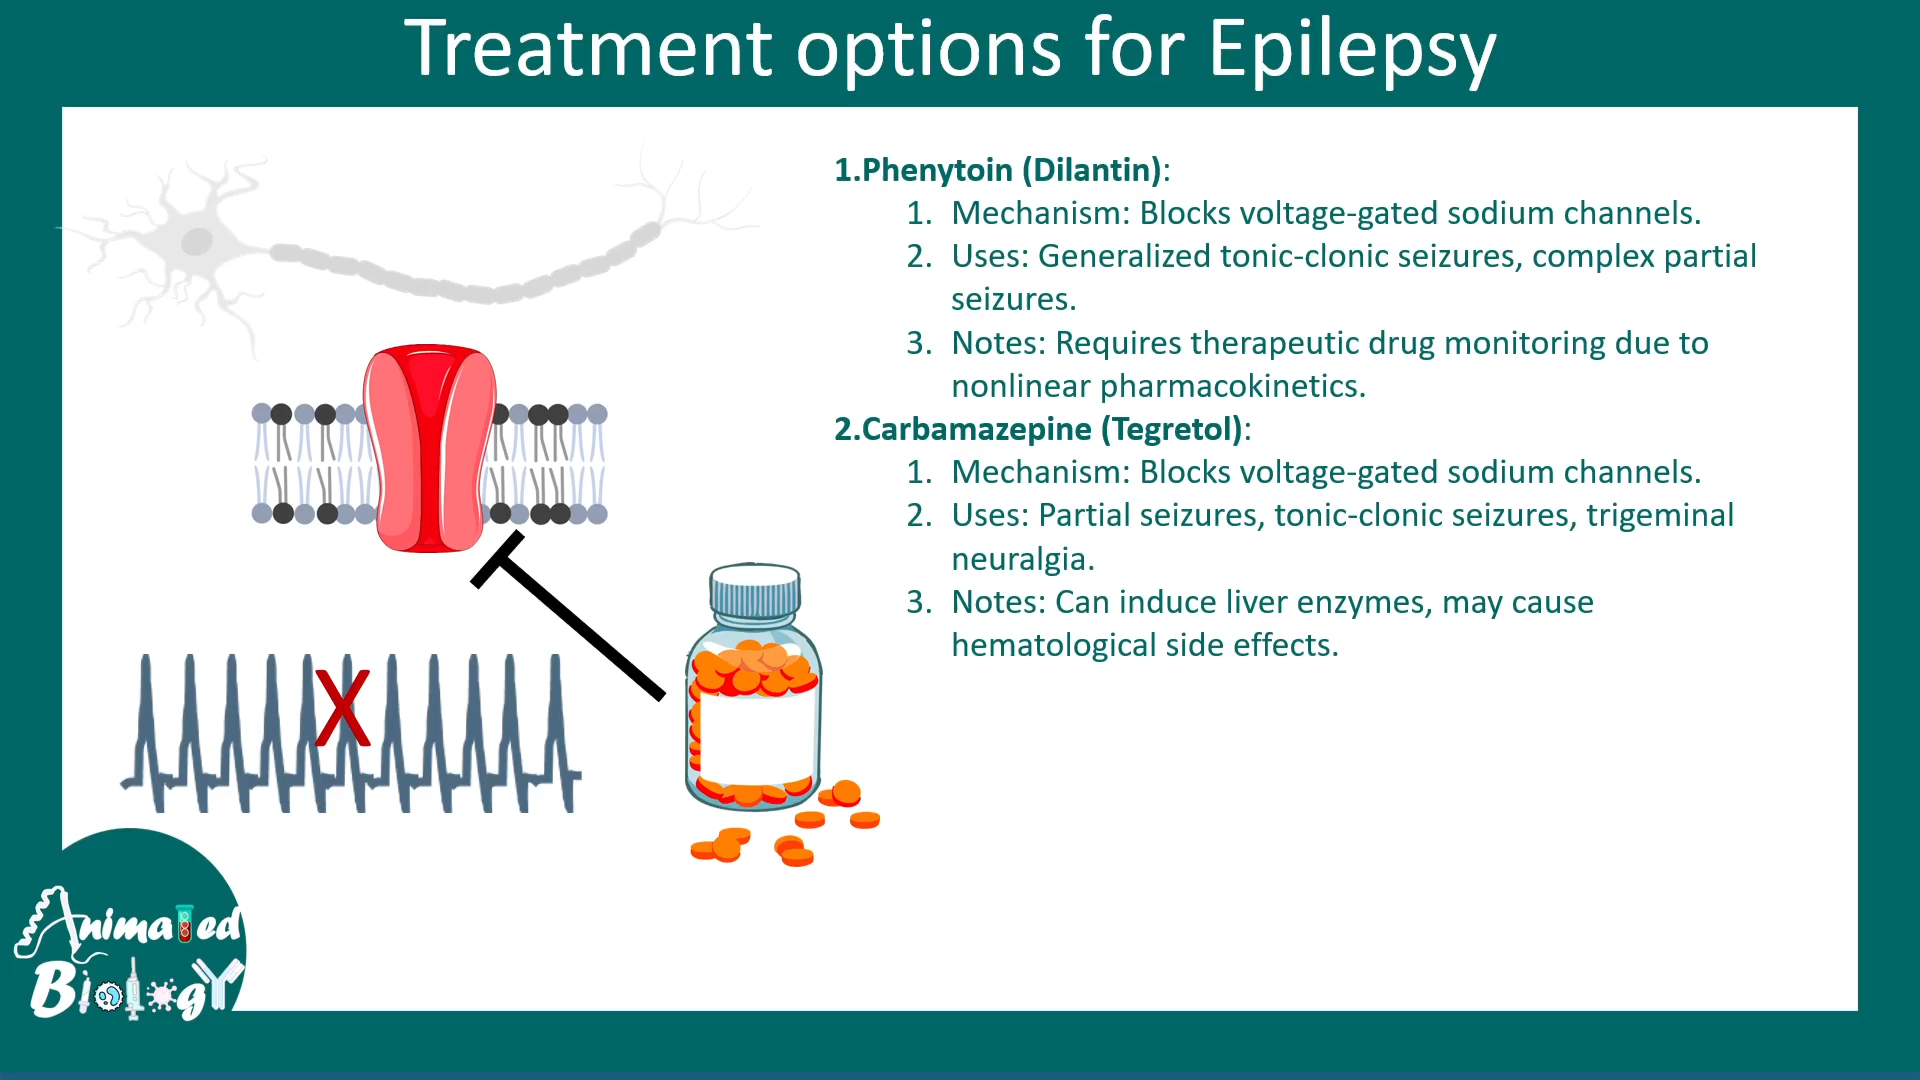 Treatment options for Epilepsy
1.Phenytoin (Dilantin):
1. Mechanism: Blocks voltage-gated sodium channels.
2. Uses: Generalized tonic-clonic seizures, complex partial
seizures.
3. Notes: Requires therapeutic drug monitoring due to
nonlinear pharmacokinetics.
2.Carbamazepine (Tegretol):
1. Mechanism: Blocks voltage-gated sodium channels.
2. Uses: Partial seizures, tonic-clonic seizures, trigeminal
neuralgia.
3. Notes: Can induce liver enzymes, may cause
hematological side effects.
X
Animated
Biology